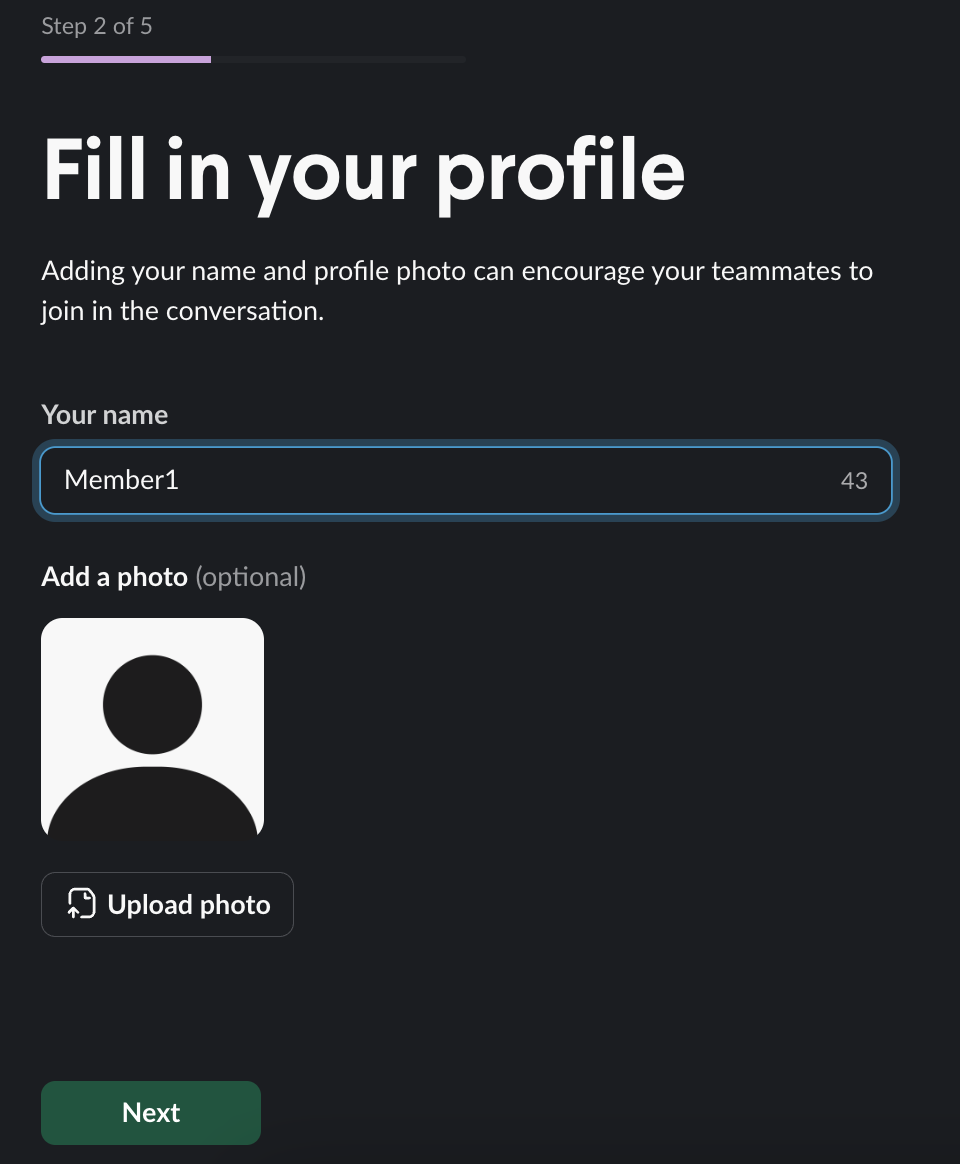 Step 2 of 5
Fill in your profile
Adding your name and profile photo can encourage your teammates to
join in the conversation.
Your name
Member1 43
Add a photo (optional)
Upload photo
Next